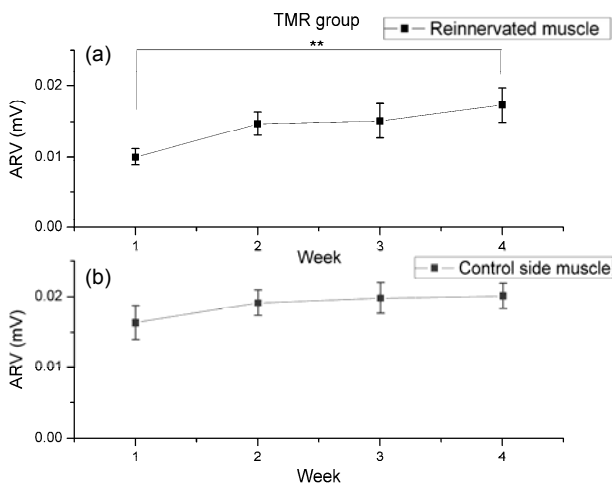 TMR group
Reinnervated muscle
(a)
**
0.02
0.01
0.00
ARV (mV)
1 2 3 4
Week
(b)
Control side muscle
0.02
0.01
0.00
ARV (mV)
1 2 3 4
Week